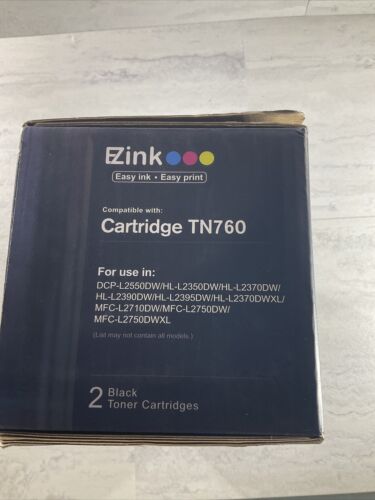 EZink
Easy ink • Easy print
Compatible with:
Cartridge TN760
For use in:
DCP-L2550DW/HL-L2350DW/HL-L2370DW/
HL-L2390DW/HL-L2395DW/HL-L2370DWXL/
MFC-L2710DW/MFC-L2750DW/
MFC-L2750DWXL
(List may not contain all models.)
2 Black
Toner Cartridges